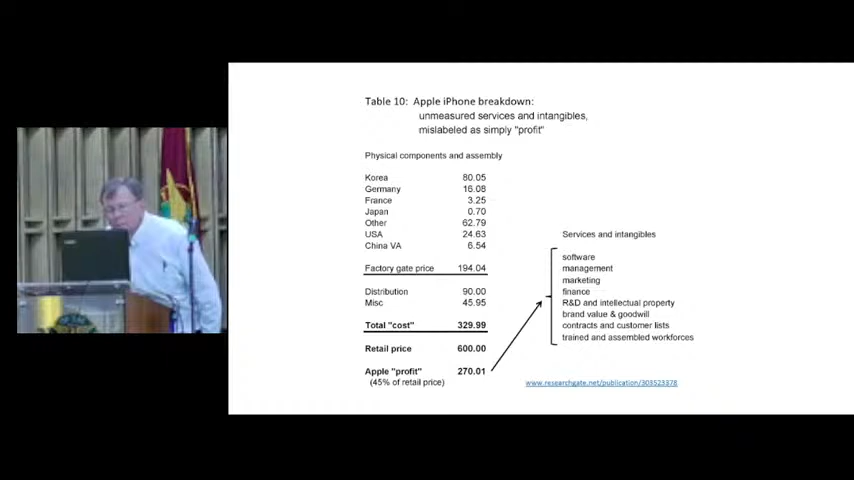 Table 10: Apple iPhone breakdown:
unmeasured services and intangibles,
mislabeled as simply "profit"
Physical components and assembly
Korea 80.05
Germany 16.08
France 3.25
Japan 0.70
Other 62.79
USA 24.63
China VA 6.54
Factory gate price 194.04
Distribution 90.00
Misc 45.95
Total "cost" 329.99
Retail price 600.00
Apple "profit" 270.01
(45% of retail price)
Services and intangibles
software
management
marketing
finance
R&D and intellectual property
brand value & goodwill
contracts and customer lists
trained and assembled workforces
www.researchgate.net/publication/303523378